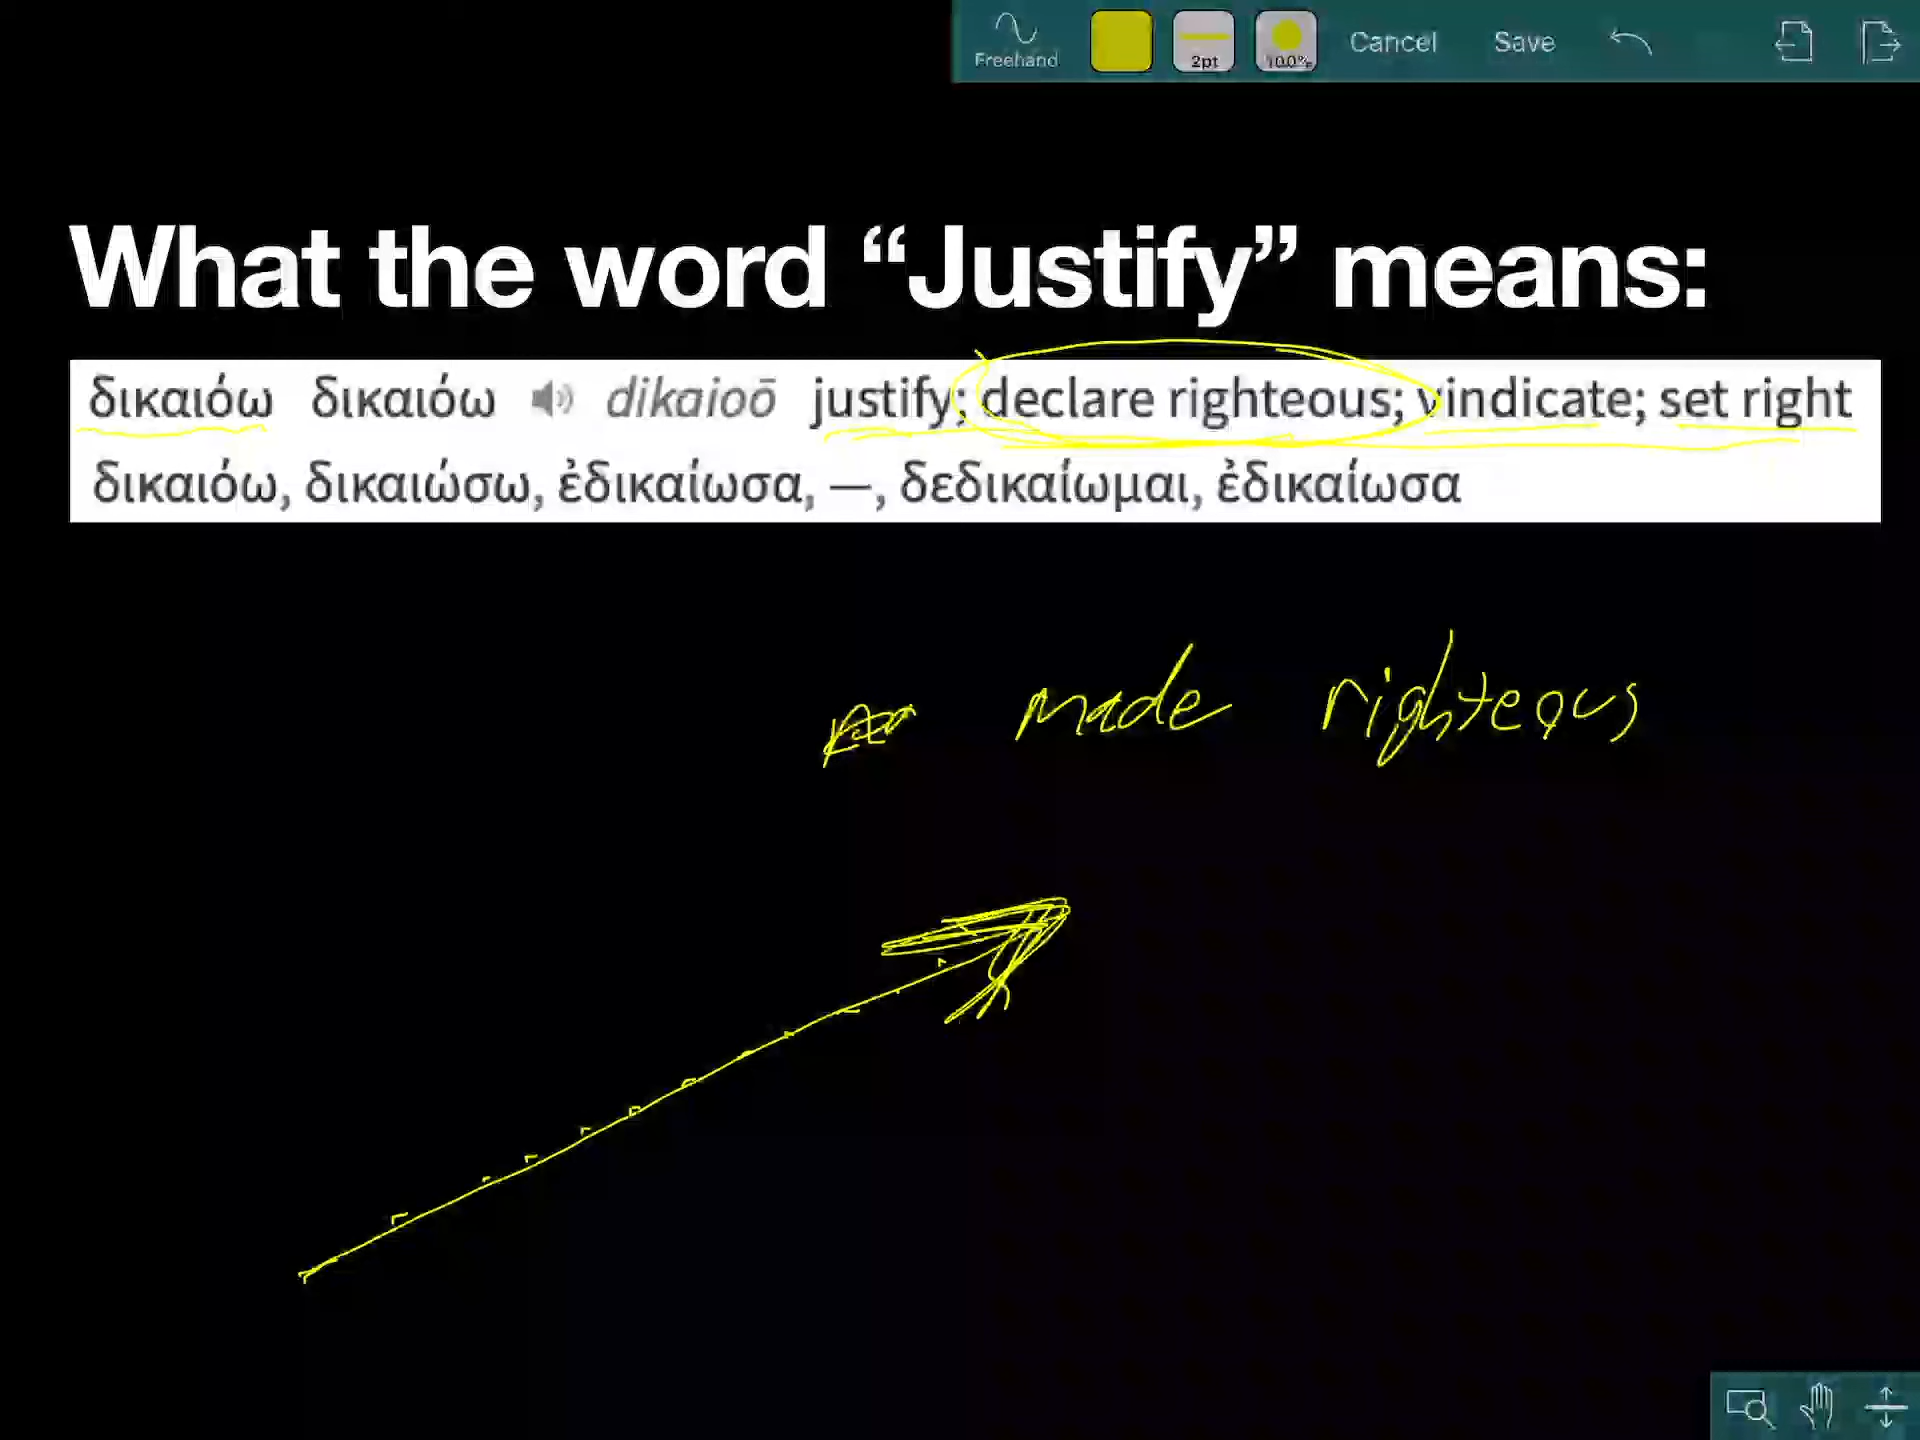 Freehand 2pt 100% Cancel Save
What the word “Justify” means:
δικαιόω δικαιόω dikaioō justify; declare righteous; vindicate; set right
δικαιόω, δικαιώσω, ἐδικαίωσα, —, δεδικαίωμαι, ἐδικαίωσα
made righteous